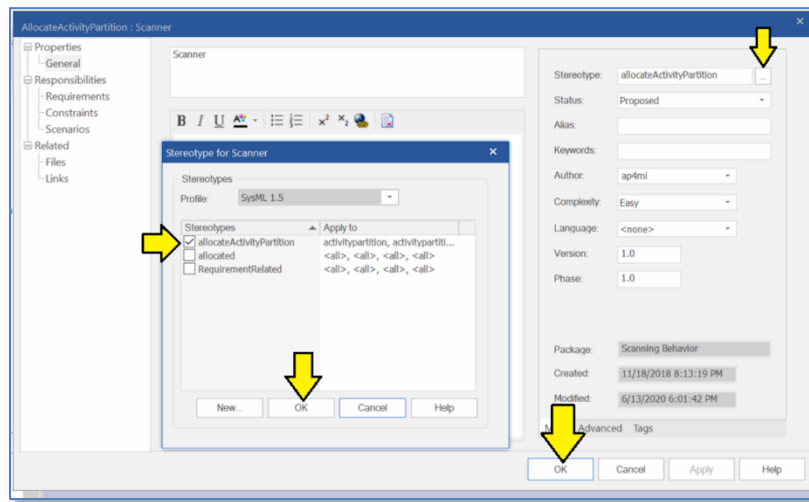 AllocateActivityPartition : Scanner
Properties
General
Responsibilities
Requirements
Constraints
Scenarios
Related
Files
Links
Scanner
B I U
x² x₂
Stereotype for Scanner
Stereotypes
Profile: SysML 1.5
Stereotypes Apply to
allocateActivityPartition activitypartition, activitypartiti...
allocated <all>, <all>, <all>, <all>
RequirementRelated <all>, <all>, <all>, <all>
New... OK Cancel Help
Stereotype: allocateActivityPartition ...
Status: Proposed
Alias:
Keywords:
Author: ap4mi
Complexity: Easy
Language: <none>
Version: 1.0
Phase: 1.0
Package: Scanning Behavior
Created: 11/18/2018 8:13:19 PM
Modified: 6/13/2020 6:01:42 PM
Advanced Tags
OK Cancel Apply Help